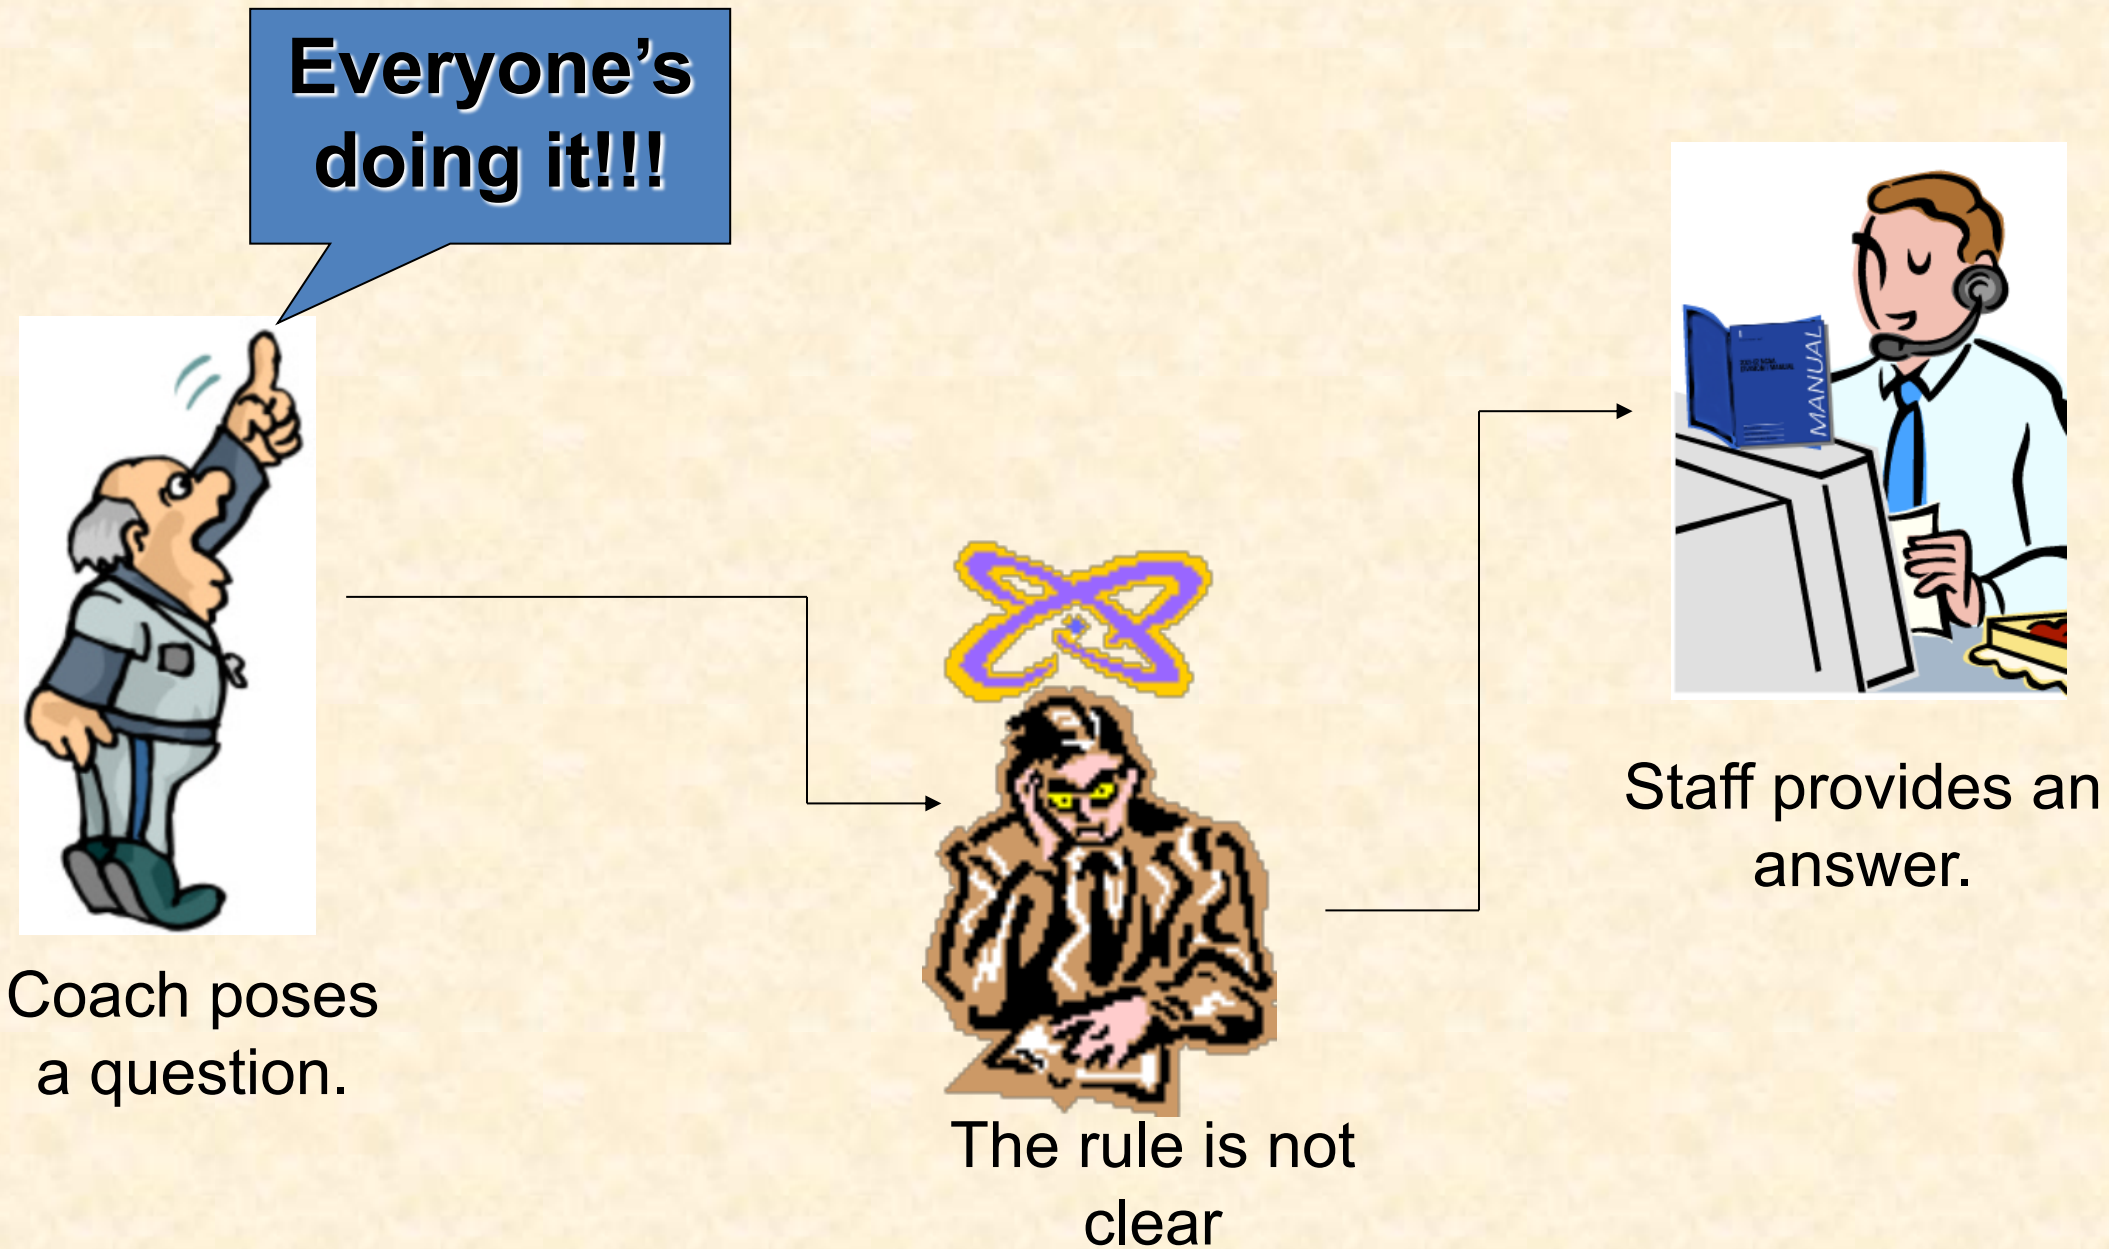 Everyone’s
doing it!!!
MANUAL
Coach poses
a question.
The rule is not
clear
Staff provides an
answer.